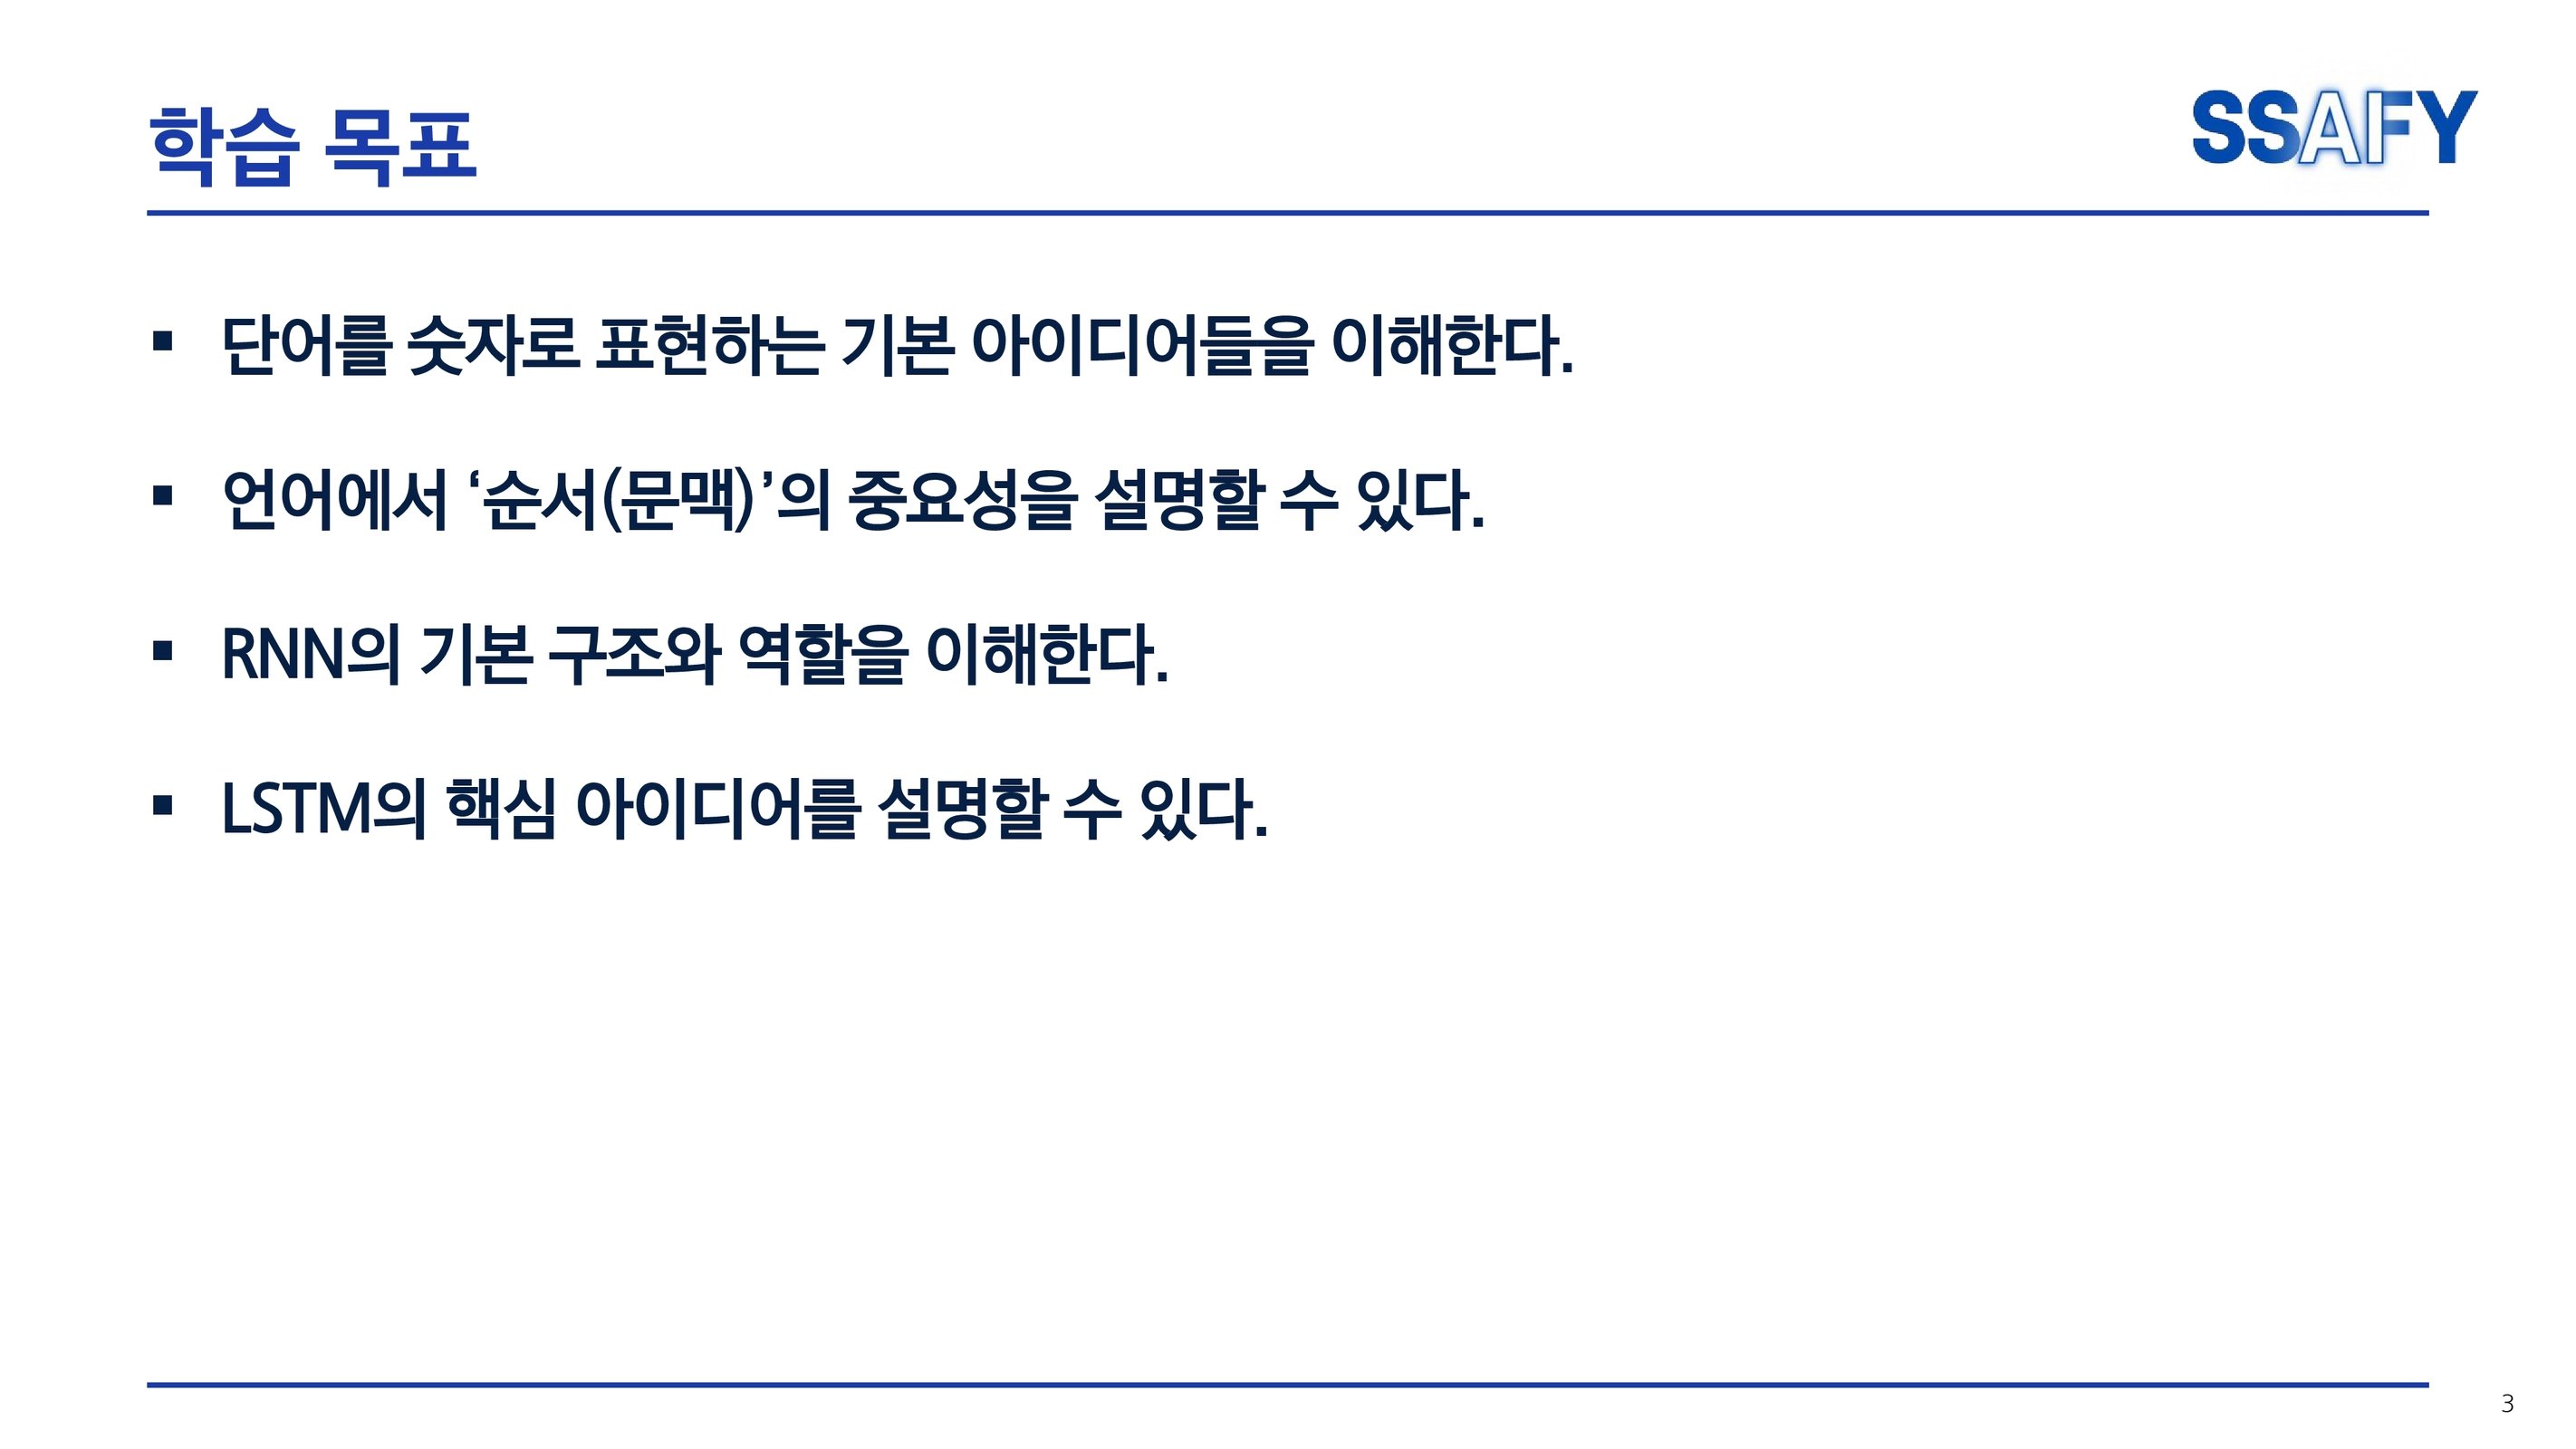 학습 목표
SSAFY
▪ 단어를 숫자로 표현하는 기본 아이디어들을 이해한다.
▪ 언어에서 ‘순서(문맥)’의 중요성을 설명할 수 있다.
▪ RNN의 기본 구조와 역할을 이해한다.
▪ LSTM의 핵심 아이디어를 설명할 수 있다.
3